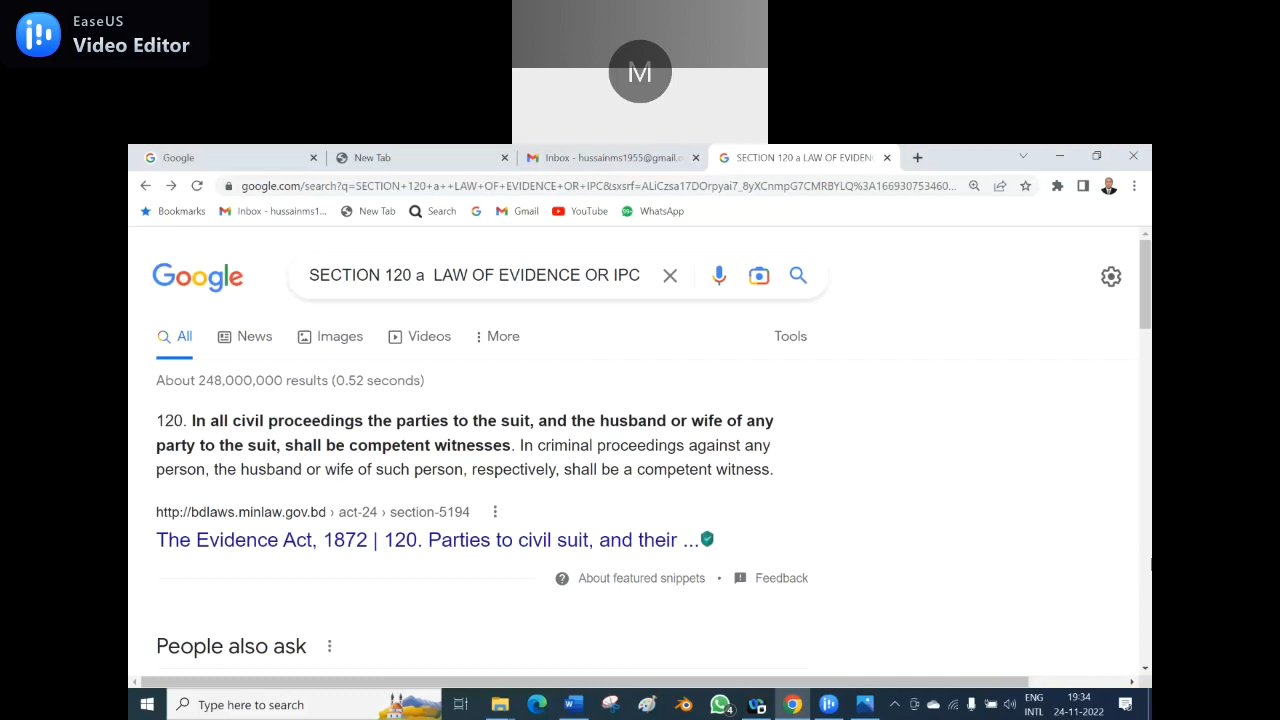 EaseUS
Video Editor
M
Google
New Tab
Inbox - hussainms1955@gmail.c
SECTION 120 a LAW OF EVIDEN
google.com/search?q=SECTION+120+a++LAW+OF+EVIDENCE+OR+IPC&sxsrf=ALiCzsa17DOrpyai7_8yXCnmpG7CMRBYLQ%3A166930753460...
Bookmarks
Inbox - hussainms1...
New Tab
Search
Gmail
YouTube
99+
WhatsApp
Google
SECTION 120 a  LAW OF EVIDENCE OR IPC
All
News
Images
Videos
More
Tools
About 248,000,000 results (0.52 seconds)
120. In all civil proceedings the parties to the suit, and the husband or wife of any
party to the suit, shall be competent witnesses. In criminal proceedings against any
person, the husband or wife of such person, respectively, shall be a competent witness.
http://bdlaws.minlaw.gov.bd › act-24 › section-5194
The Evidence Act, 1872 | 120. Parties to civil suit, and their ...
About featured snippets
•
Feedback
People also ask
Type here to search
4
ENG
INTL
19:34
24-11-2022